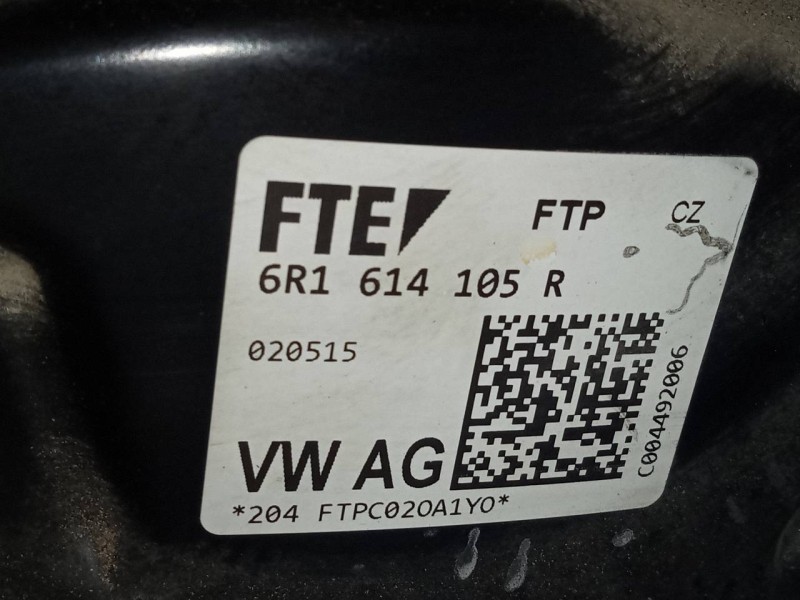 FTE FTP CZ
6R1 614 105 R
020515
C004492006
VW AG
*204 FTPC020A1Y0*